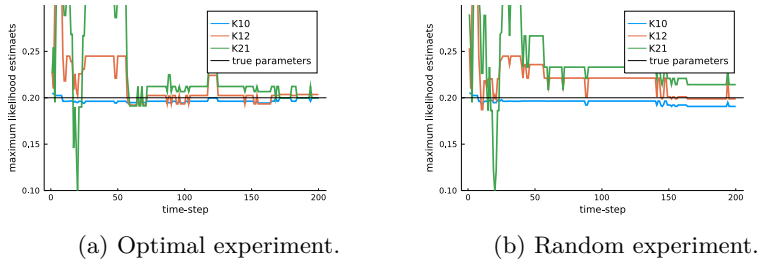 maximum likelihood estimaets
0.25
0.20
0.15
0.10
0
50
100
150
200
time-step
K10
K12
K21
true parameters
(a) Optimal experiment.
maximum likelihood estimaets
0.25
0.20
0.15
0.10
0
50
100
150
200
time-step
K10
K12
K21
true parameters
(b) Random experiment.